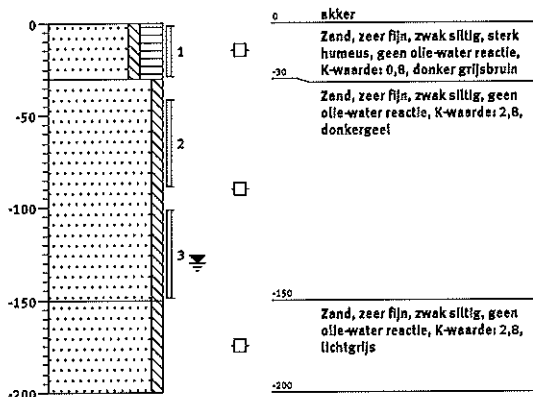 0
-50
-100
-150
-200
1
2
3
0 akker
Zand, zeer fijn, zwak siltig, sterk
humeus, geen olie-water reactie,
K-waarde: 0,8, donker grijsbruin
-30
Zand, zeer fijn, zwak siltig, geen
olie-water reactie, K-waarde: 2,8,
donkergeel
-150
Zand, zeer fijn, zwak siltig, geen
olie-water reactie, K-waarde: 2,8,
lichtgrijs
-200